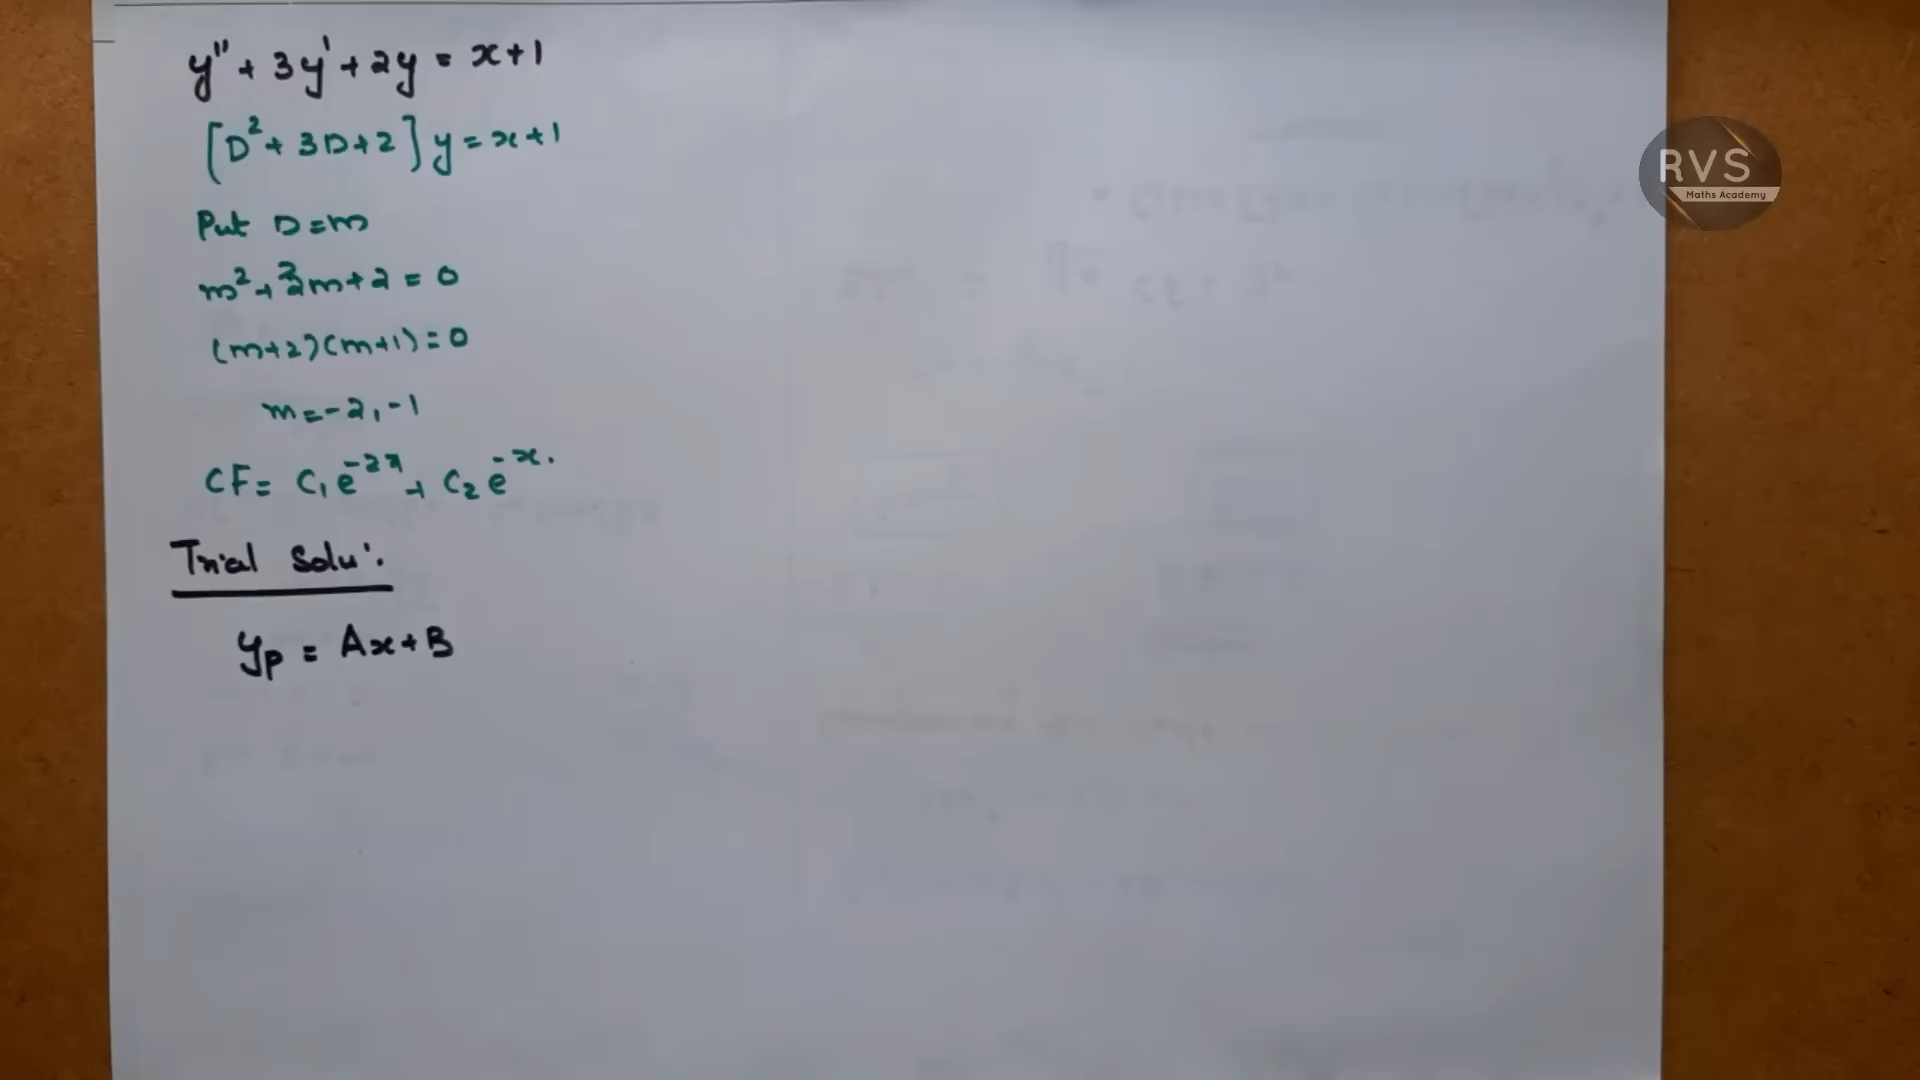 y'' + 3y' + 2y = x+1
[D² + 3D+2] y = x+1
Put D=m
m² + 3m+2 = 0
(m+2)(m+1) = 0
m = -2, -1
CF = C₁e⁻²ˣ + C₂e⁻ˣ.
Trial Solu':
yₚ = Ax+B
RVS
Maths Academy